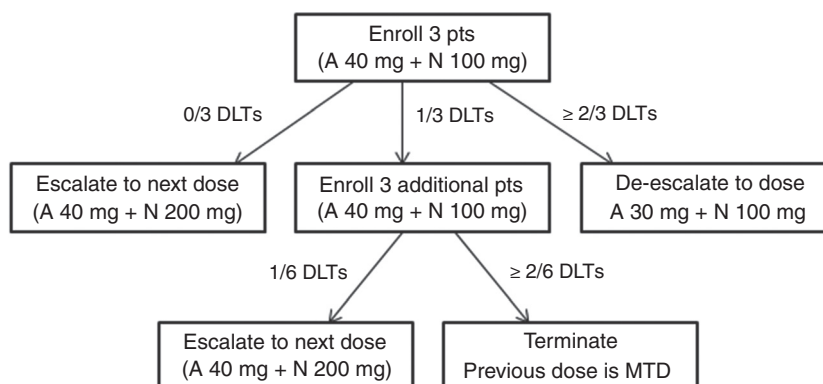 Enroll 3 pts
(A 40 mg + N 100 mg)
0/3 DLTs
1/3 DLTs
≥ 2/3 DLTs
Escalate to next dose
(A 40 mg + N 200 mg)
Enroll 3 additional pts
(A 40 mg + N 100 mg)
De-escalate to dose
A 30 mg + N 100 mg
1/6 DLTs
≥ 2/6 DLTs
Escalate to next dose
(A 40 mg + N 200 mg)
Terminate
Previous dose is MTD